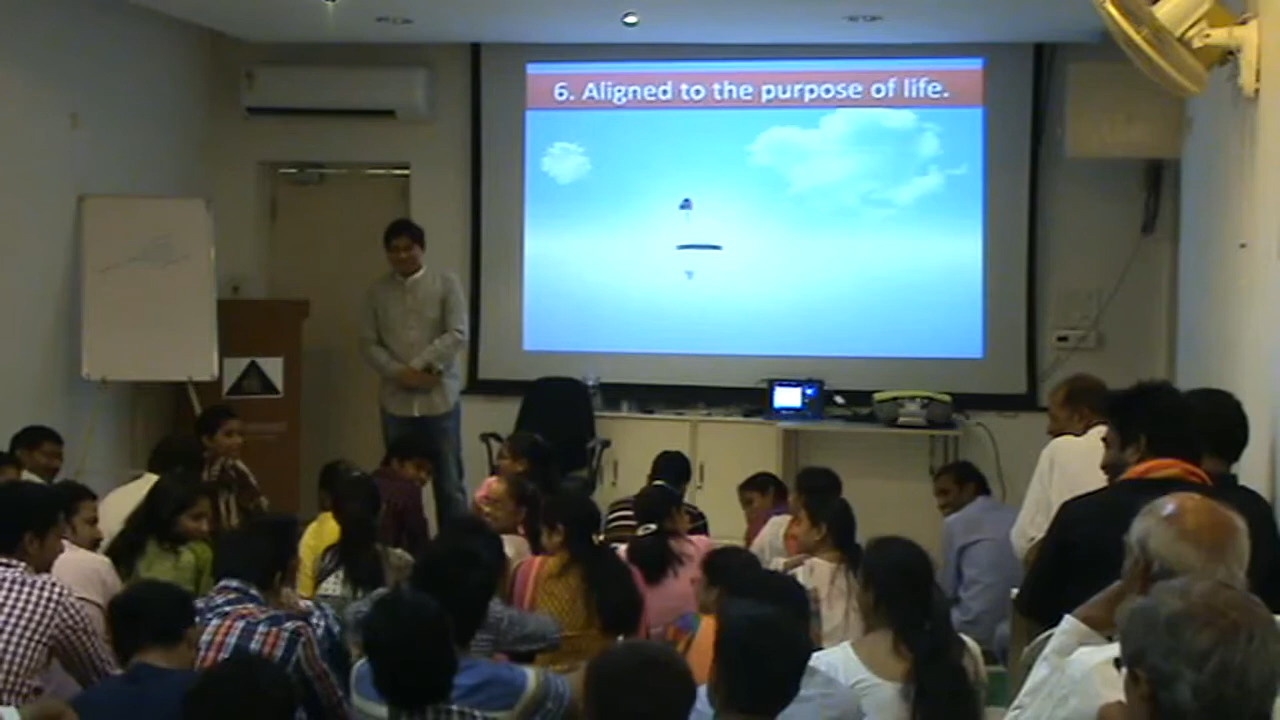 6. Aligned to the purpose of life.